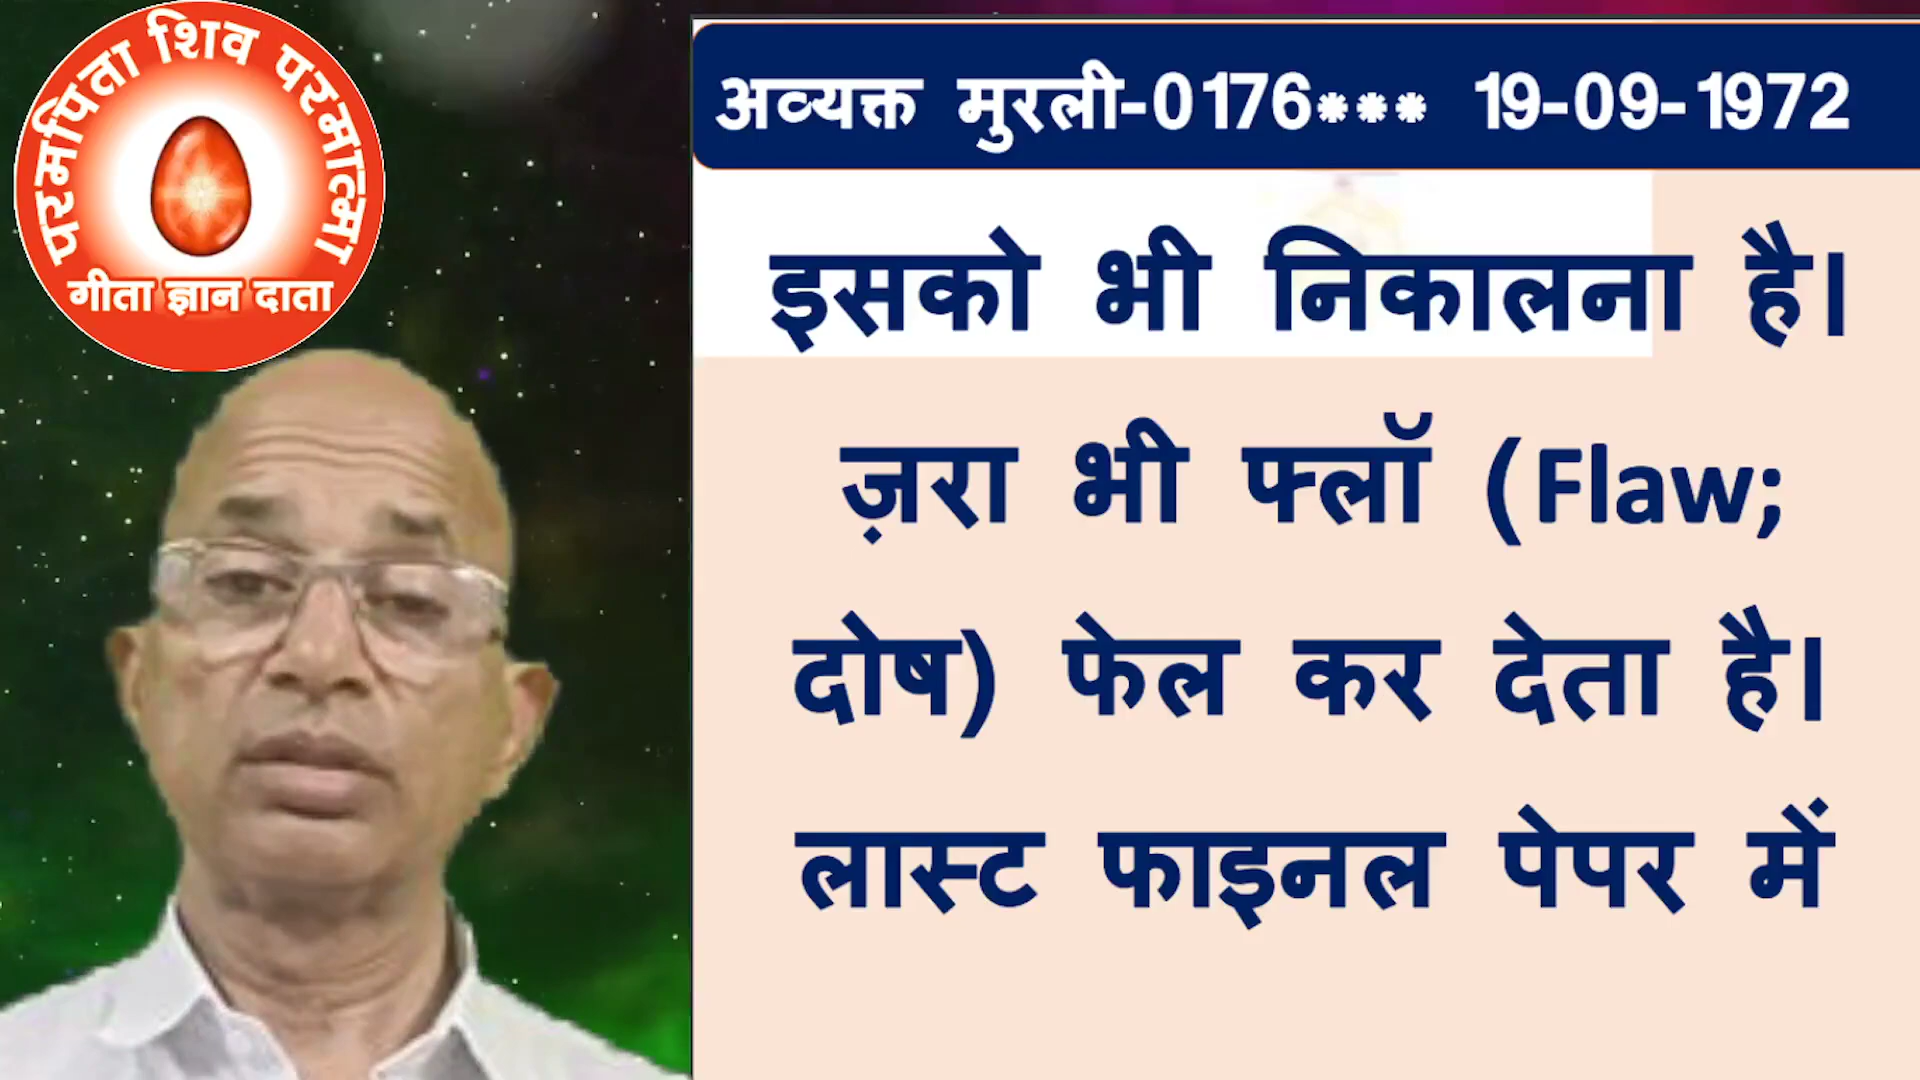 परमपिता शिव परमात्मा
गीता ज्ञान दाता
अव्यक्त मुरली-0176*** 19-09-1972
इसको भी निकालना है।
ज़रा भी फ्लॉ (Flaw;
दोष) फेल कर देता है।
लास्ट फाइनल पेपर में